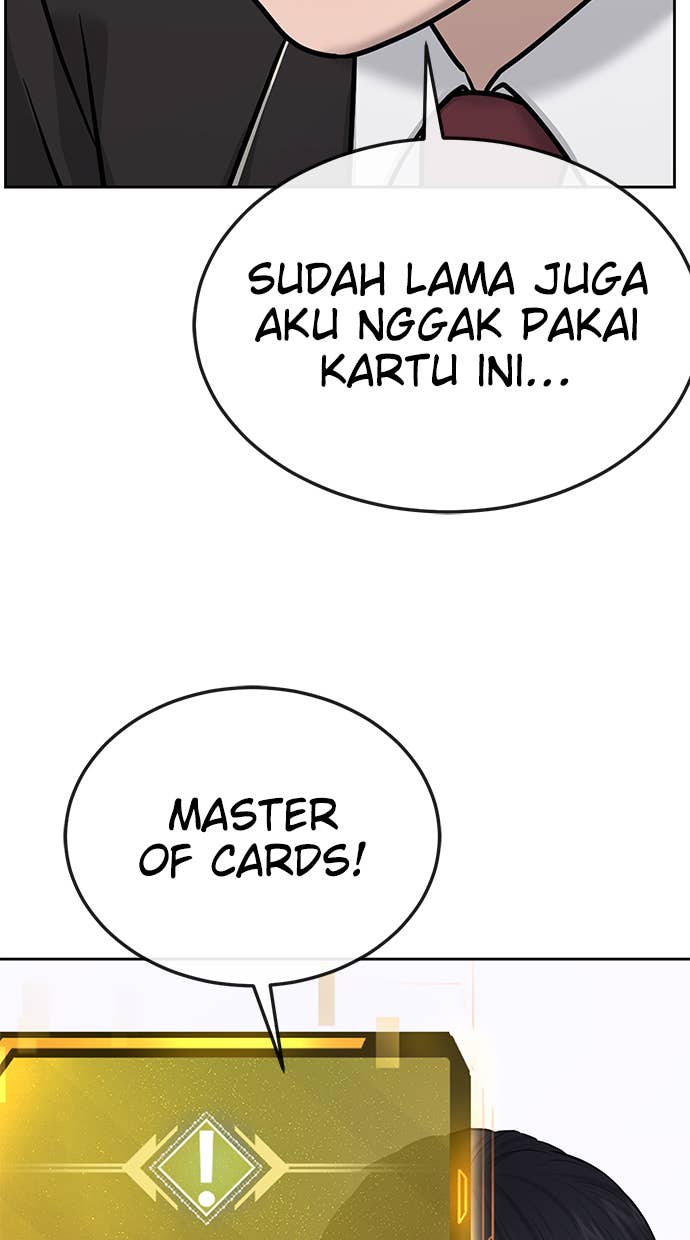 SUDAH LAMA JUGA
AKU NGGAK PAKAI
KARTU INI...
MASTER
OF CARDS!
!